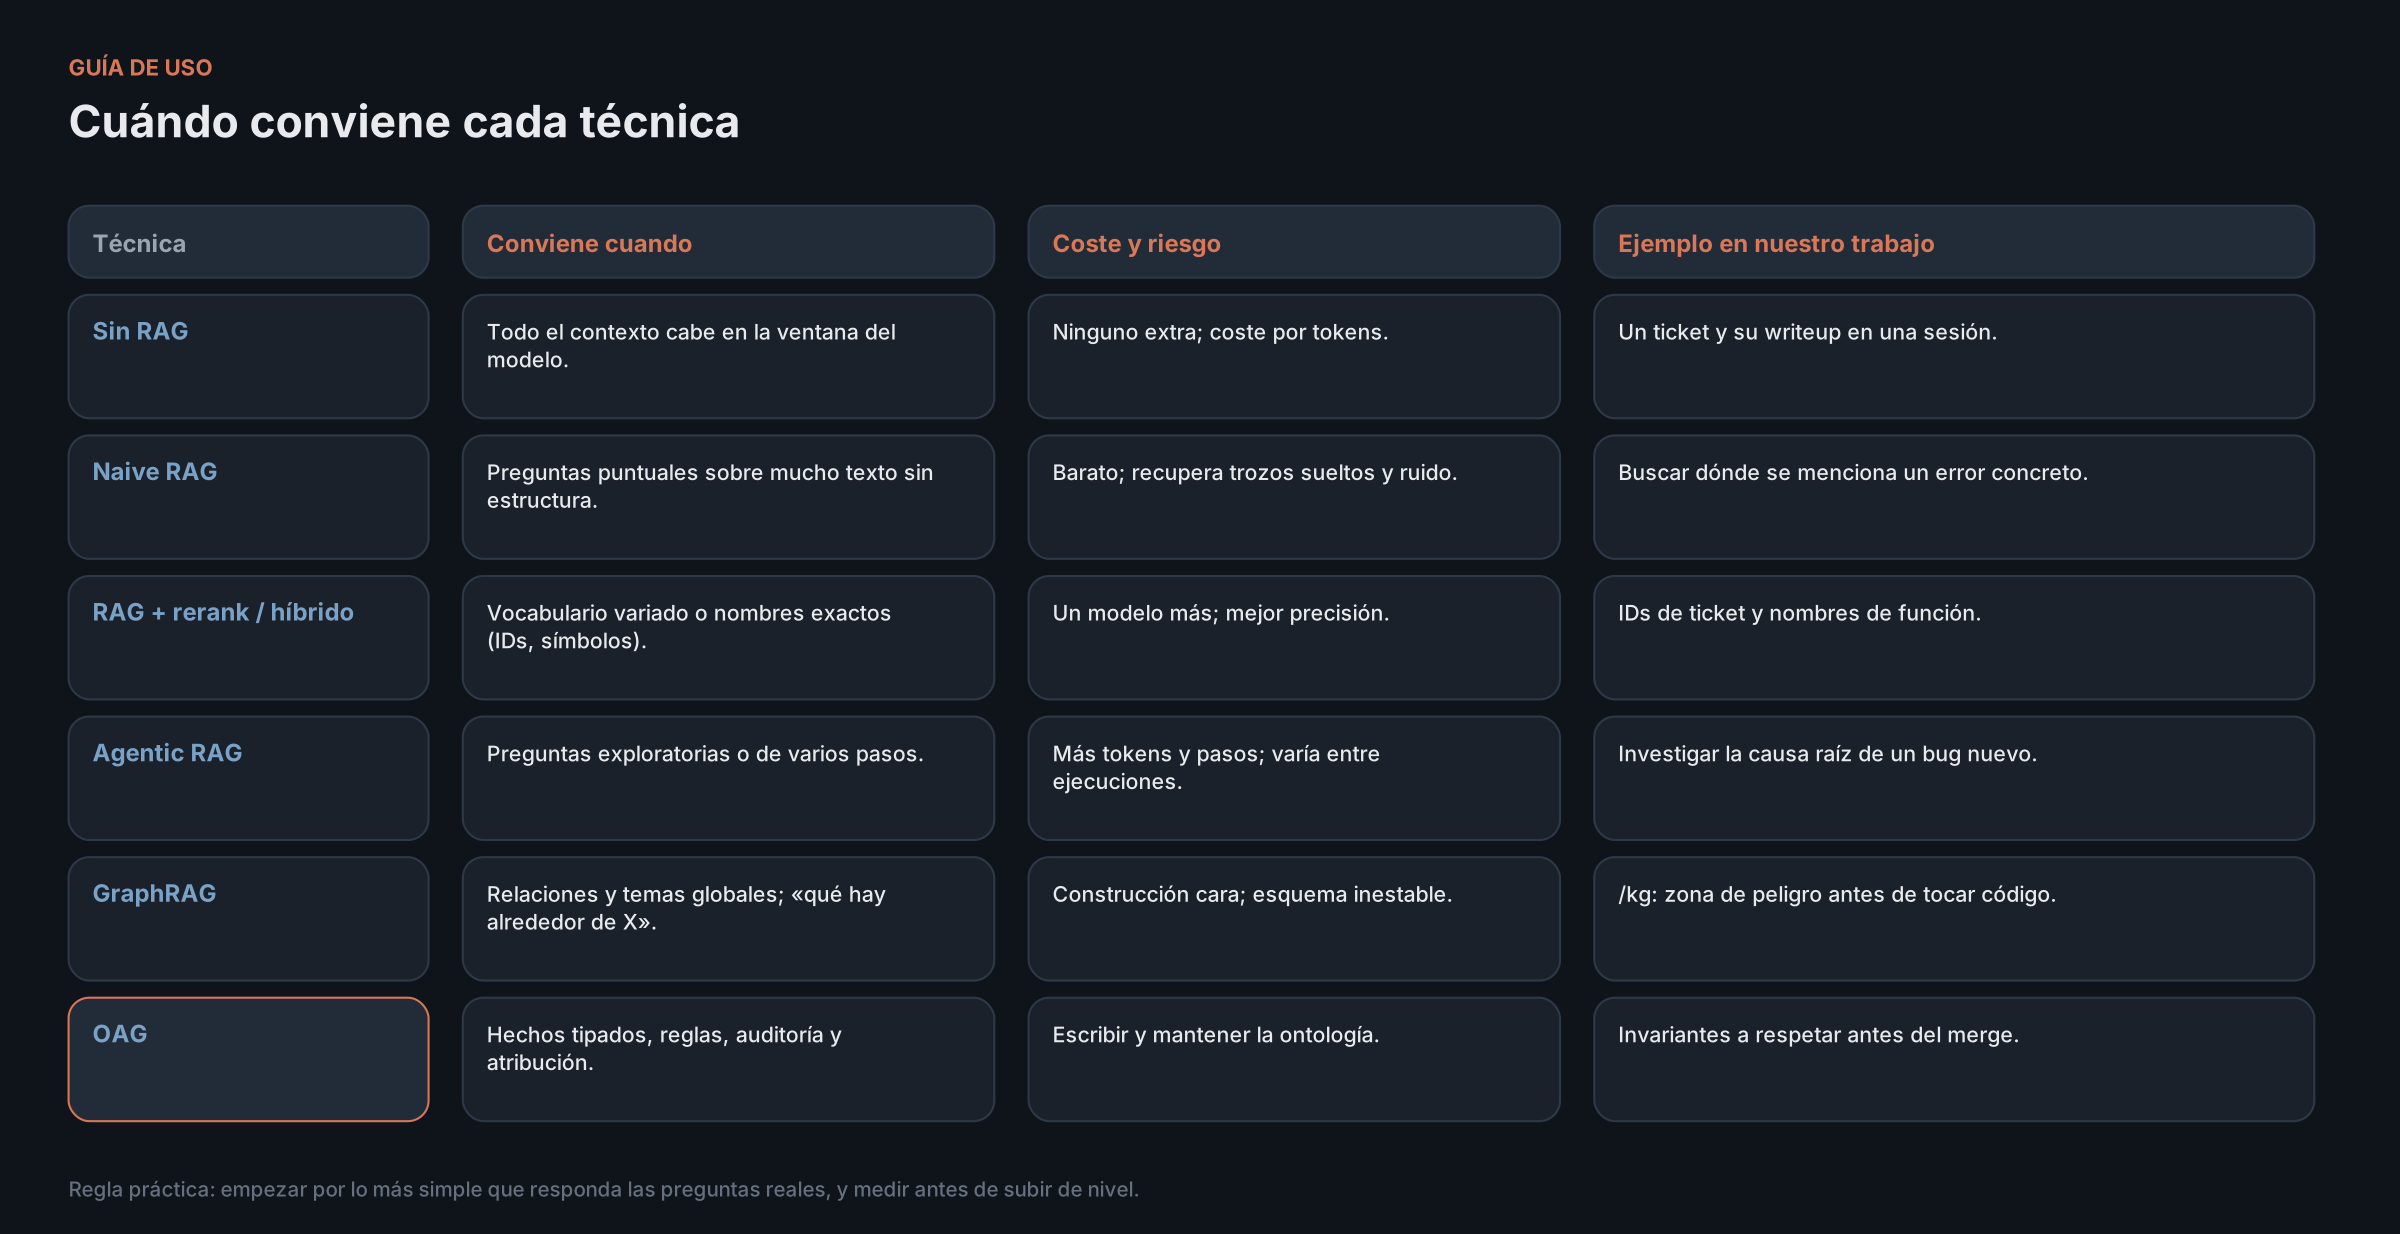 GUÍA DE USO
Cuándo conviene cada técnica
Técnica
Conviene cuando
Coste y riesgo
Ejemplo en nuestro trabajo
Sin RAG
Todo el contexto cabe en la ventana del
modelo.
Ninguno extra; coste por tokens.
Un ticket y su writeup en una sesión.
Naive RAG
Preguntas puntuales sobre mucho texto sin
estructura.
Barato; recupera trozos sueltos y ruido.
Buscar dónde se menciona un error concreto.
RAG + rerank / híbrido
Vocabulario variado o nombres exactos
(IDs, símbolos).
Un modelo más; mejor precisión.
IDs de ticket y nombres de función.
Agentic RAG
Preguntas exploratorias o de varios pasos.
Más tokens y pasos; varía entre
ejecuciones.
Investigar la causa raíz de un bug nuevo.
GraphRAG
Relaciones y temas globales; «qué hay
alrededor de X».
Construcción cara; esquema inestable.
/kg: zona de peligro antes de tocar código.
OAG
Hechos tipados, reglas, auditoría y
atribución.
Escribir y mantener la ontología.
Invariantes a respetar antes del merge.
Regla práctica: empezar por lo más simple que responda las preguntas reales, y medir antes de subir de nivel.